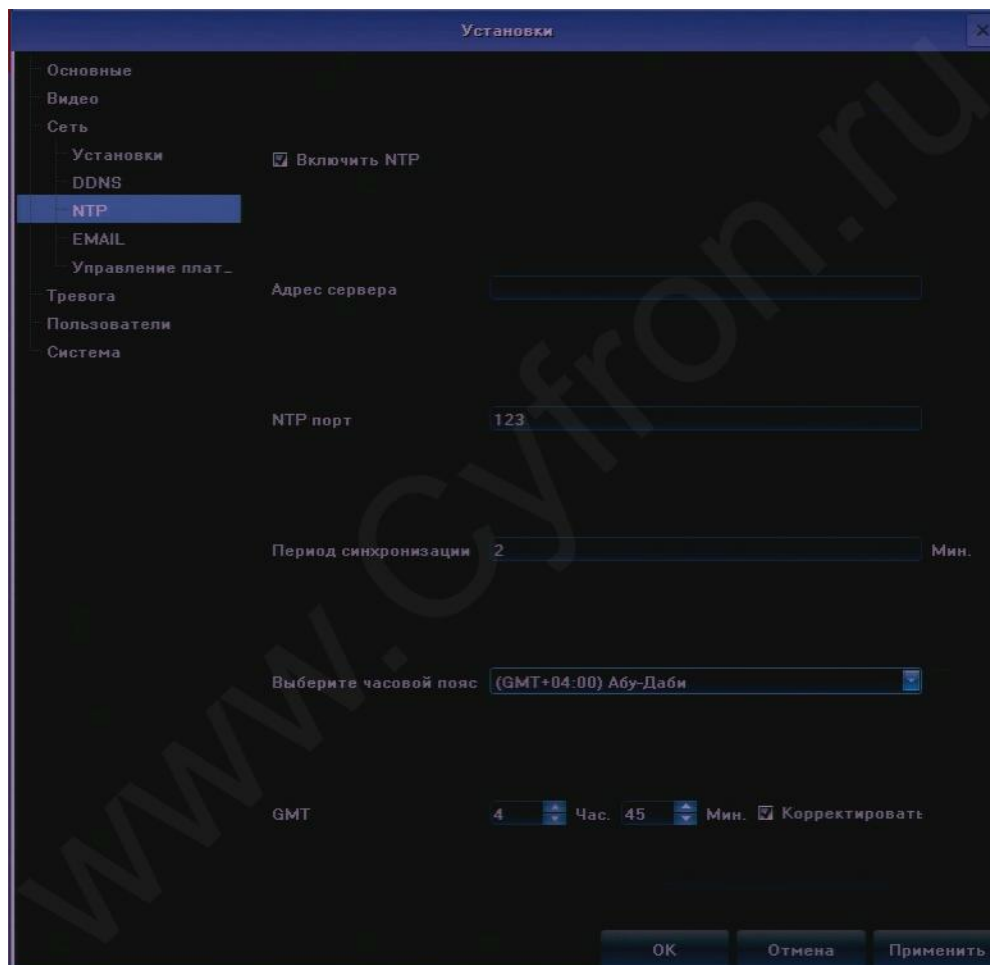 Установки
Основные
Видео
Сеть
Установки
DDNS
NTP
EMAIL
Управление плат_
Тревога
Пользователи
Система
Включить NTP
Адрес сервера
NTP порт 123
Период синхронизации 2 Мин.
Выберите часовой пояс (GMT+04:00) Абу-Даби
GMT 4 Час. 45 Мин. Корректировать
OK Отмена Применить
www.Cyfron.ru